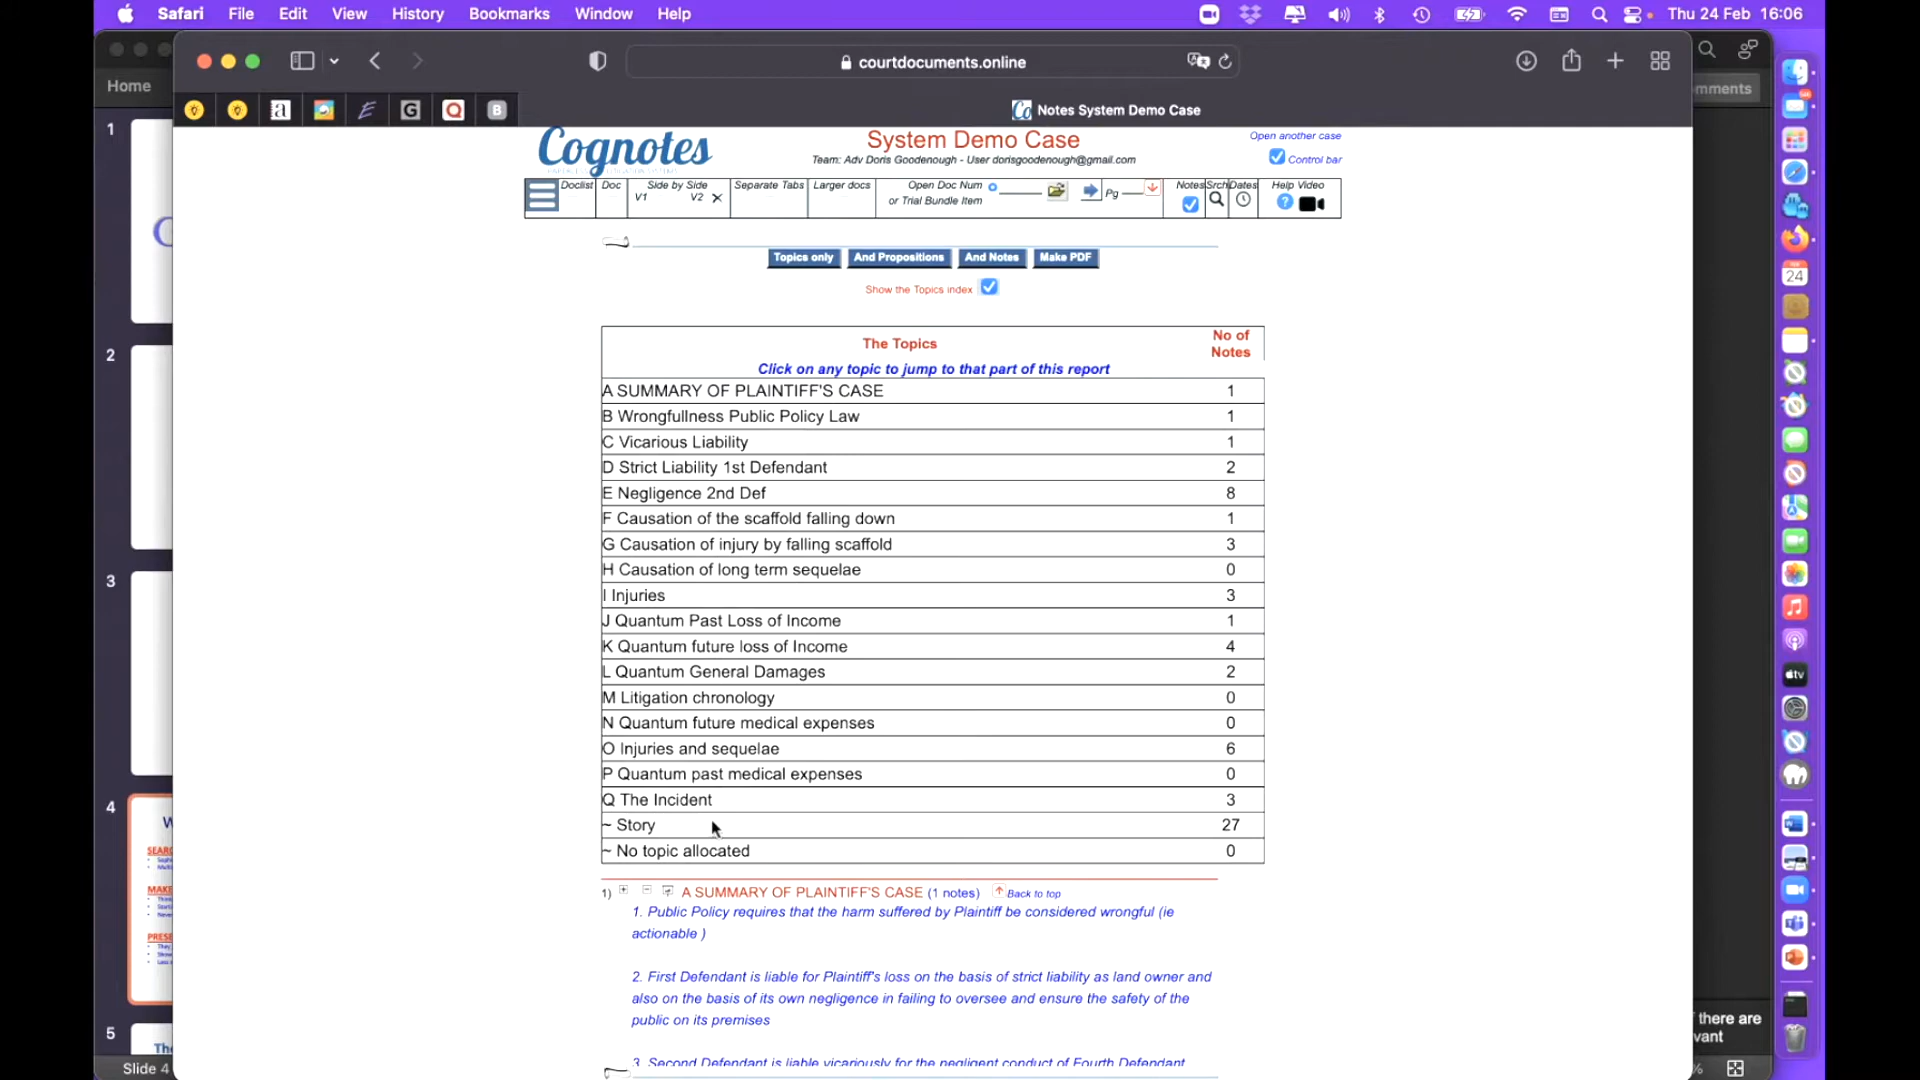 Safari File Edit View History Bookmarks Window Help Thu 24 Feb 16:06
courtdocuments.online
Home
mments
Notes System Demo Case
Cognotes
System Demo Case
Team: Adv Doris Goodenough - User dorisgoodenough@gmail.com
Open another case
Control bar
Doclist Doc Side by Side V1 V2 Separate Tabs Larger docs Open Doc Num or Trial Bundle Item Pg Notes Srch Dates Help Video
Topics only And Propositions And Notes Make PDF
Show the Topics index
The Topics No of Notes
Click on any topic to jump to that part of this report
A SUMMARY OF PLAINTIFF'S CASE 1
B Wrongfullness Public Policy Law 1
C Vicarious Liability 1
D Strict Liability 1st Defendant 2
E Negligence 2nd Def 8
F Causation of the scaffold falling down 1
G Causation of injury by falling scaffold 3
H Causation of long term sequelae 0
I Injuries 3
J Quantum Past Loss of Income 1
K Quantum future loss of Income 4
L Quantum General Damages 2
M Litigation chronology 0
N Quantum future medical expenses 0
O Injuries and sequelae 6
P Quantum past medical expenses 0
Q The Incident 3
~ Story 27
~ No topic allocated 0
1) A SUMMARY OF PLAINTIFF'S CASE (1 notes) Back to top
1. Public Policy requires that the harm suffered by Plaintiff be considered wrongful (ie
actionable )
2. First Defendant is liable for Plaintiff's loss on the basis of strict liability as land owner and
also on the basis of its own negligence in failing to oversee and ensure the safety of the
public on its premises
3. Second Defendant is liable vicariously for the negligent conduct of Fourth Defendant
1
2
3
4
5
Slide 4
there are
vant